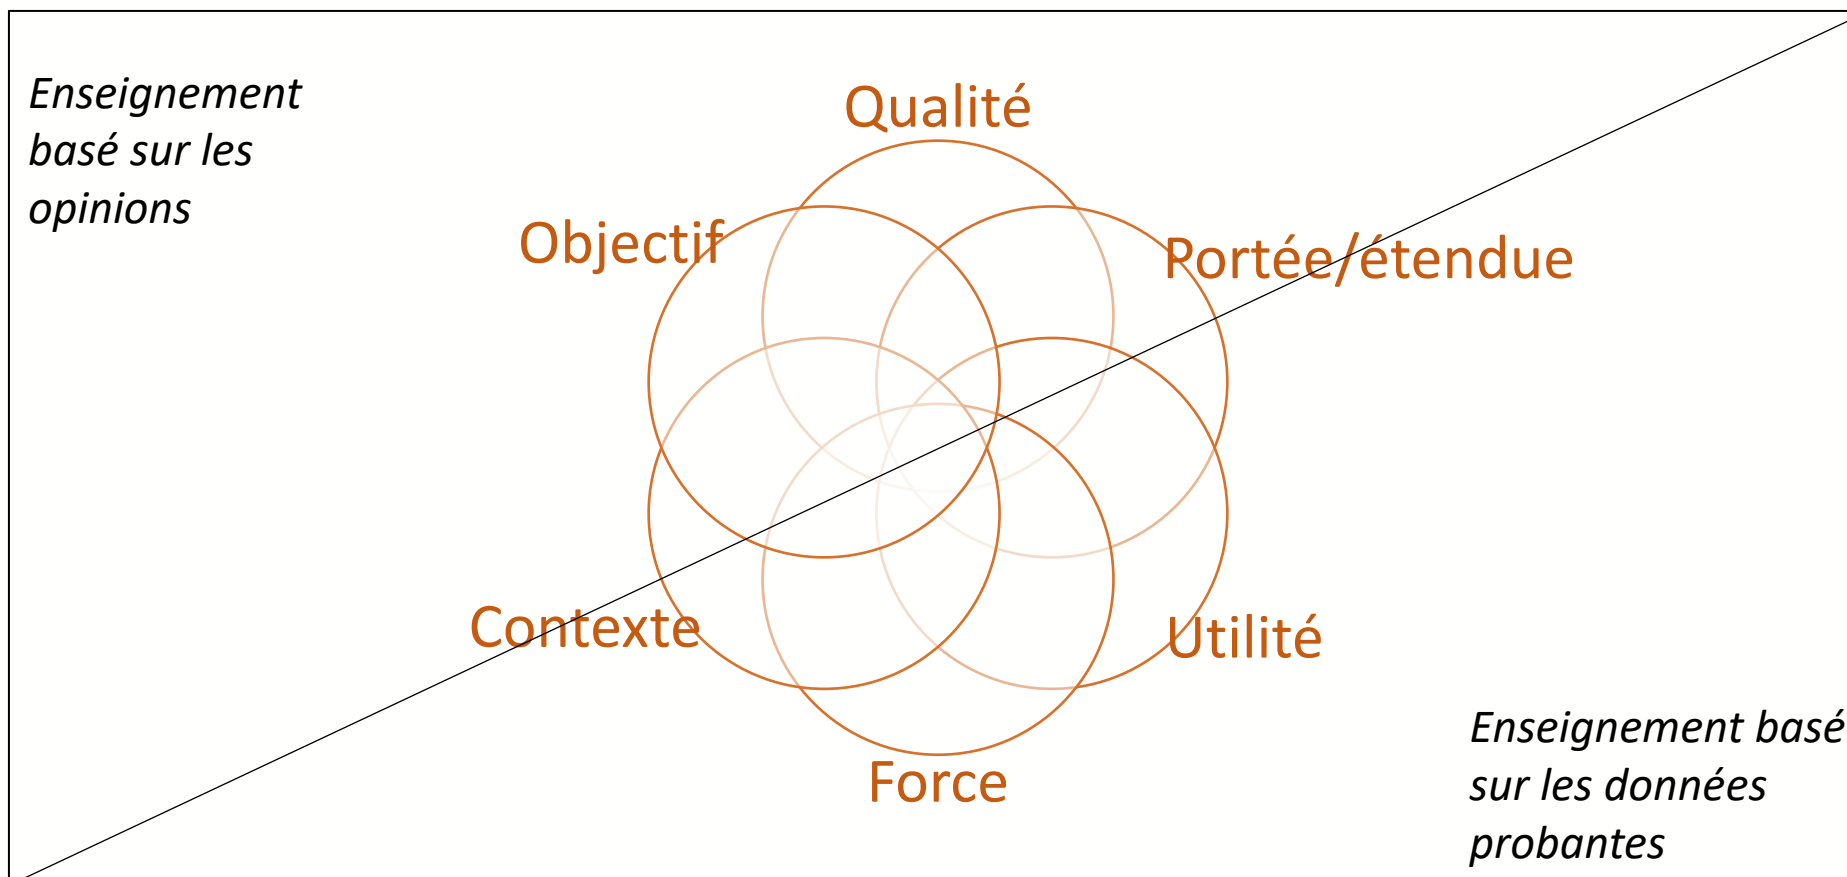 Enseignement
basé sur les
opinions
Qualité
Objectif
Portée/étendue
Contexte
Utilité
Force
Enseignement basé
sur les données
probantes